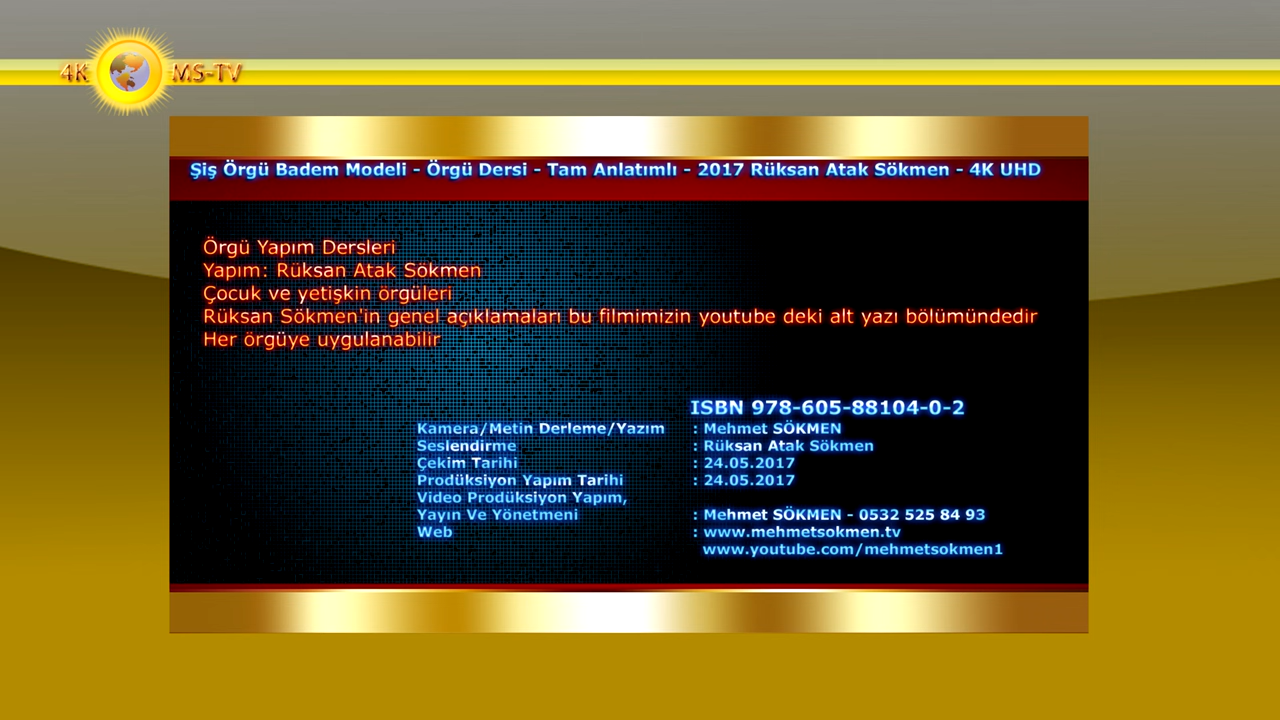 4K MS-TV
Şiş Örgü Badem Modeli - Örgü Dersi - Tam Anlatımlı - 2017 Rüksan Atak Sökmen - 4K UHD
Örgü Yapım Dersleri
Yapım: Rüksan Atak Sökmen
Çocuk ve yetişkin örgüleri
Rüksan Sökmen'in genel açıklamaları bu filmimizin youtube deki alt yazı bölümündedir
Her örgüye uygulanabilir
ISBN 978-605-88104-0-2
Kamera/Metin Derleme/Yazım : Mehmet SÖKMEN
Seslendirme : Rüksan Atak Sökmen
Çekim Tarihi : 24.05.2017
Prodüksiyon Yapım Tarihi : 24.05.2017
Video Prodüksiyon Yapım,
Yayın Ve Yönetmeni : Mehmet SÖKMEN - 0532 525 84 93
Web : www.mehmetsokmen.tv
www.youtube.com/mehmetsokmen1